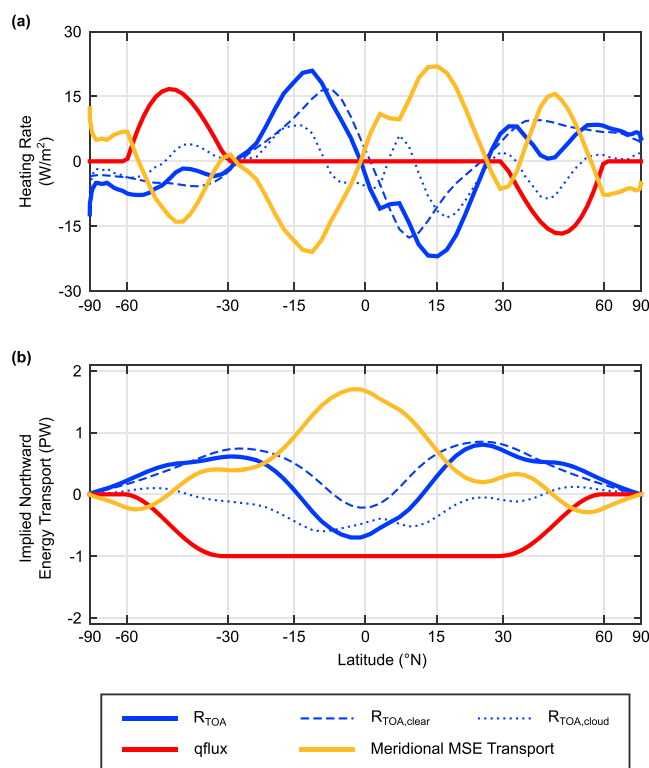 (a)
30
15
0
-15
-30
Heating Rate
(W/m²)
-90 -60 -30 -15 0 15 30 60 90
(b)
2
1
0
-1
-2
Implied Northward
Energy Transport (PW)
-90 -60 -30 -15 0 15 30 60 90
Latitude (°N)
R_TOA R_TOA,clear R_TOA,cloud
qflux Meridional MSE Transport